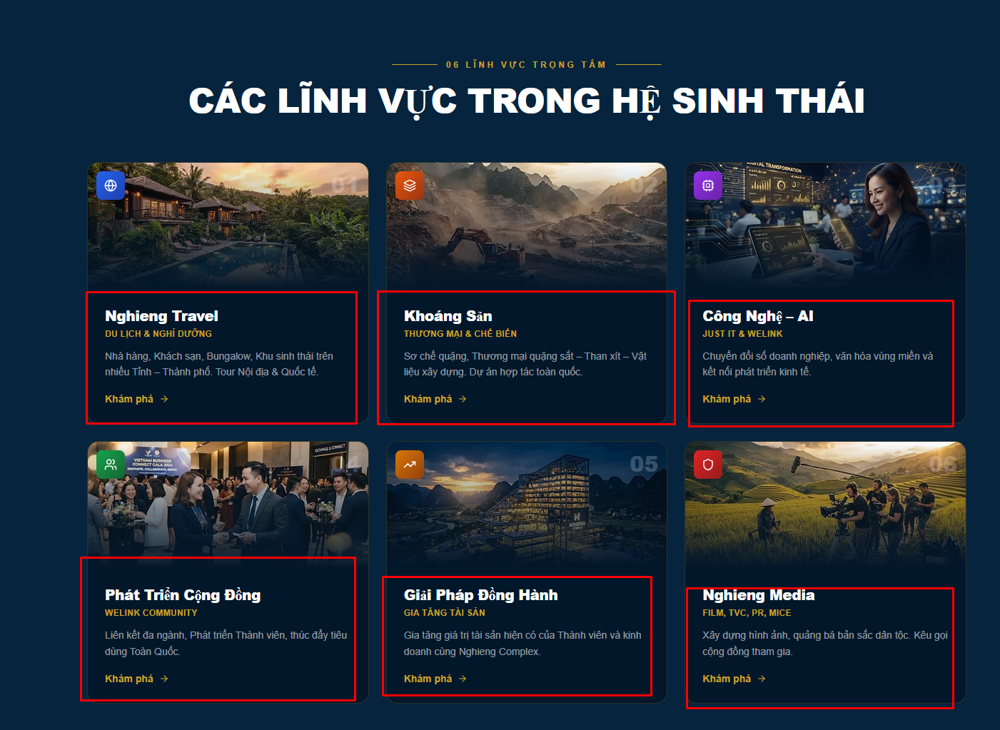 06 LĨNH VỰC TRỌNG TÂM
CÁC LĨNH VỰC TRONG HỆ SINH THÁI
01
02
03
DIGITAL TRANSFORMATION
Nghieng Travel
DU LỊCH & NGHỈ DƯỠNG
Nhà hàng, Khách sạn, Bungalow, Khu sinh thái trên
nhiều Tỉnh – Thành phố. Tour Nội địa & Quốc tế.
Khám phá →
Khoáng Sản
THƯƠNG MẠI & CHẾ BIẾN
Sơ chế quặng, Thương mại quặng sắt – Than xít – Vật
liệu xây dựng. Dự án hợp tác toàn quốc.
Khám phá →
Công Nghệ – AI
JUST IT & WELINK
Chuyển đổi số doanh nghiệp, văn hóa vùng miền và
kết nối phát triển kinh tế.
Khám phá →
04
VIETNAM BUSINESS
CONNECT GALA 2024
INNOVATE. COLLABORATE. GROW.
EXCHANGE & CONNECT
05
NGHIENG
COMPLEX
06
Phát Triển Cộng Đồng
WELINK COMMUNITY
Liên kết đa ngành, Phát triển Thành viên, thúc đẩy tiêu
dùng Toàn Quốc.
Khám phá →
Giải Pháp Đồng Hành
GIA TĂNG TÀI SẢN
Gia tăng giá trị tài sản hiện có của Thành viên và kinh
doanh cùng Nghieng Complex.
Khám phá →
Nghieng Media
FILM, TVC, PR, MICE
Xây dựng hình ảnh, quảng bá bản sắc dân tộc. Kêu gọi
cộng đồng tham gia.
Khám phá →